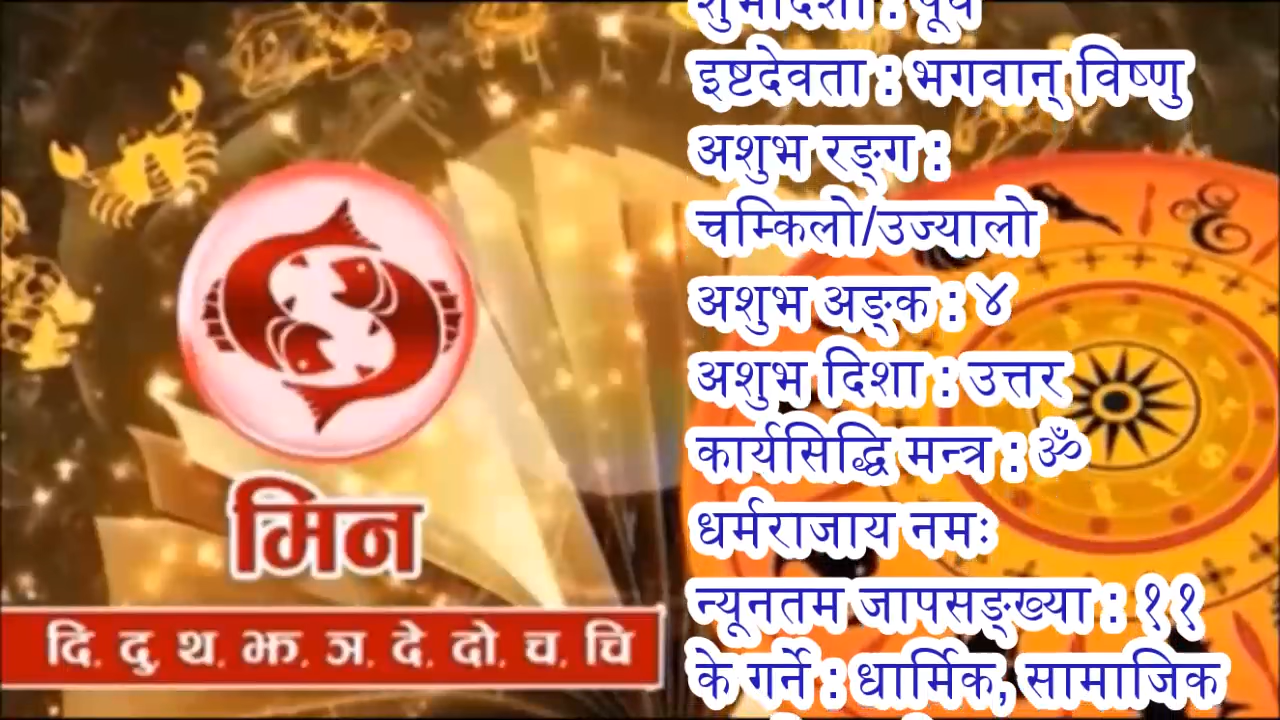 शुभदिशा : पूर्व
इष्टदेवता : भगवान् विष्णु
अशुभ रङ्ग :
चम्किलो/उज्यालो
अशुभ अङ्क : ४
अशुभ दिशा : उत्तर
कार्यसिद्धि मन्त्र : ॐ
धर्मराजाय नमः
न्यूनतम जापसङ्ख्या : ११
के गर्ने : धार्मिक, सामाजिक
मिन
दि. दु. थ. झ. ञ. दे. दो. च. चि